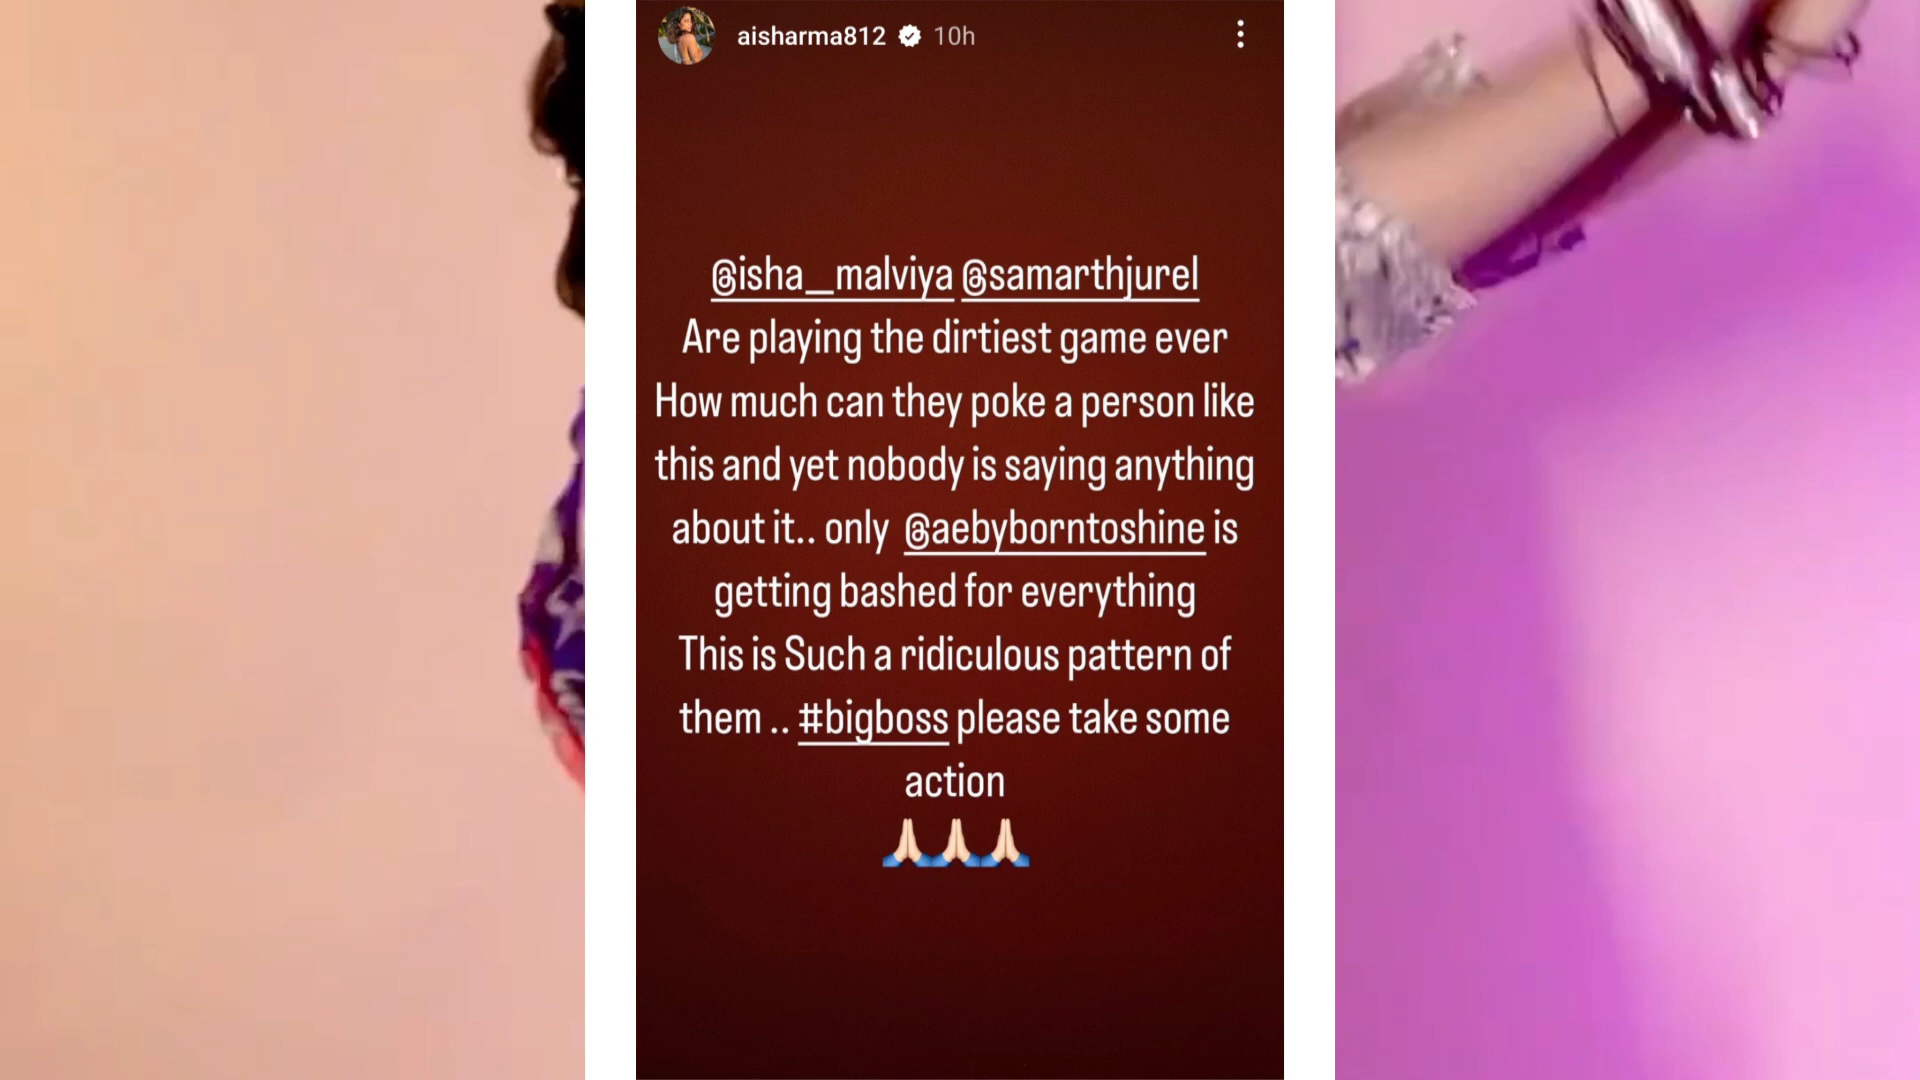 aisharma812 10h
@isha__malviya @samarthjurel
Are playing the dirtiest game ever
How much can they poke a person like
this and yet nobody is saying anything
about it.. only @aebyborntoshine is
getting bashed for everything
This is Such a ridiculous pattern of
them .. #bigboss please take some
action
🙏🏻🙏🏻🙏🏻